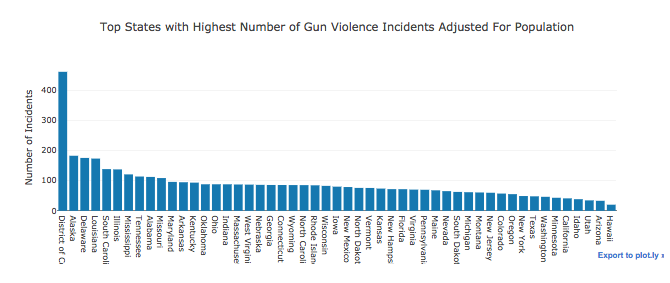 Top States with Highest Number of Gun Violence Incidents Adjusted For Population
Number of Incidents
400
300
200
100
0
District of Co
Alaska
Delaware
Louisiana
South Caroli
Illinois
Mississippi
Tennessee
Alabama
Missouri
Maryland
Arkansas
Kentucky
Oklahoma
Ohio
Indiana
Massachuse
West Virgin
Nebraska
Georgia
Connecticut
Wyoming
North Caroli
Rhode Island
Wisconsin
Iowa
New Mexico
North Dakot
Vermont
Kansas
New Hamps
Florida
Virginia
Pennsylvani
Maine
Nevada
South Dakot
Michigan
Montana
New Jersey
Colorado
Oregon
New York
Texas
Washington
Minnesota
California
Idaho
Utah
Arizona
Hawaii
Export to plot.ly »